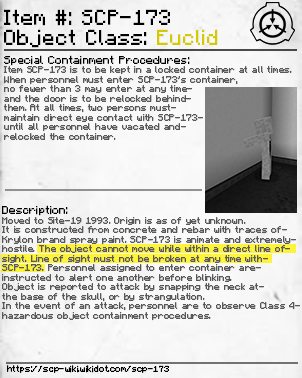 Item #: SCP-173
Object Class: Euclid
Special Containment Procedures:
Item SCP-173 is to be kept in a locked container at all times.
When personnel must enter SCP-173's container,
no fewer than 3 may enter at any time-
and the door is to be relocked behind-
them. At all times, two persons must-
maintain direct eye contact with SCP-173-
until all personnel have vacated and-
relocked the container.
Description:
Moved to Site-19 1993. Origin is as of yet unknown.
It is constructed from concrete and rebar with traces of-
Krylon brand spray paint. SCP-173 is animate and extremely-
hostile. The object cannot move while within a direct line of-
sight. Line of sight must not be broken at any time with-
SCP-173. Personnel assigned to enter container are-
instructed to alert one another before blinking.
Object is reported to attack by snapping the neck at-
the base of the skull, or by strangulation.
In the event of an attack, personnel are to observe Class 4-
hazardous object containment procedures.
https://scp-wiki.wikidot.com/scp-173